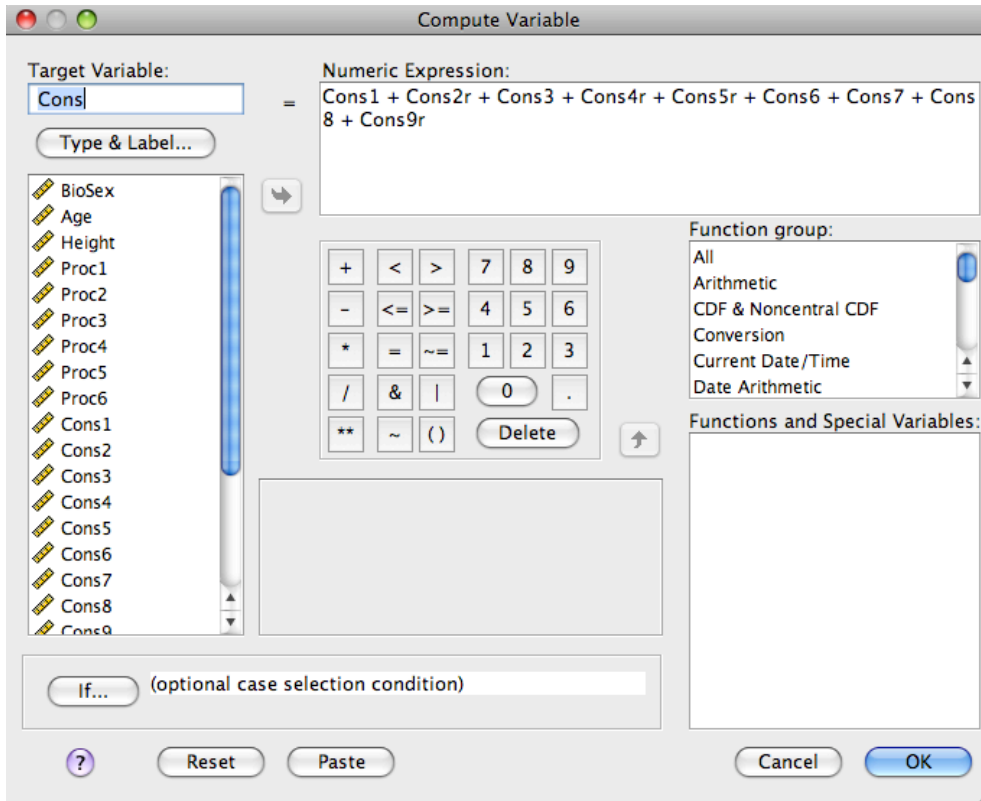 Compute Variable
Target Variable:
Cons
Type & Label...
=
Numeric Expression:
Cons1 + Cons2r + Cons3 + Cons4r + Cons5r + Cons6 + Cons7 + Cons
8 + Cons9r
BioSex
Age
Height
Proc1
Proc2
Proc3
Proc4
Proc5
Proc6
Cons1
Cons2
Cons3
Cons4
Cons5
Cons6
Cons7
Cons8
Cons9
+ < > 7 8 9
- <= >= 4 5 6
* = ~= 1 2 3
/ & | 0 .
** ~ () Delete
Function group:
All
Arithmetic
CDF & Noncentral CDF
Conversion
Current Date/Time
Date Arithmetic
Functions and Special Variables:
If... (optional case selection condition)
? Reset Paste Cancel OK